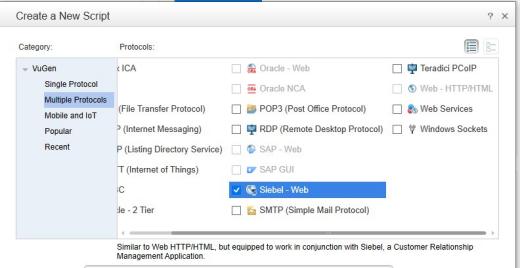 Create a New Script
? ×
Category:
Protocols:
VuGen
Single Protocol
Multiple Protocols
Mobile and IoT
Popular
Recent
ICA
(File Transfer Protocol)
P (Internet Messaging)
P (Listing Directory Service)
T (Internet of Things)
C
le - 2 Tier
Oracle - Web
Oracle NCA
POP3 (Post Office Protocol)
RDP (Remote Desktop Protocol)
SAP - Web
SAP GUI
Siebel - Web
SMTP (Simple Mail Protocol)
Teradici PCoIP
Web - HTTP/HTML
Web Services
Windows Sockets
Similar to Web HTTP/HTML, but equipped to work in conjunction with Siebel, a Customer Relationship
Management Application.